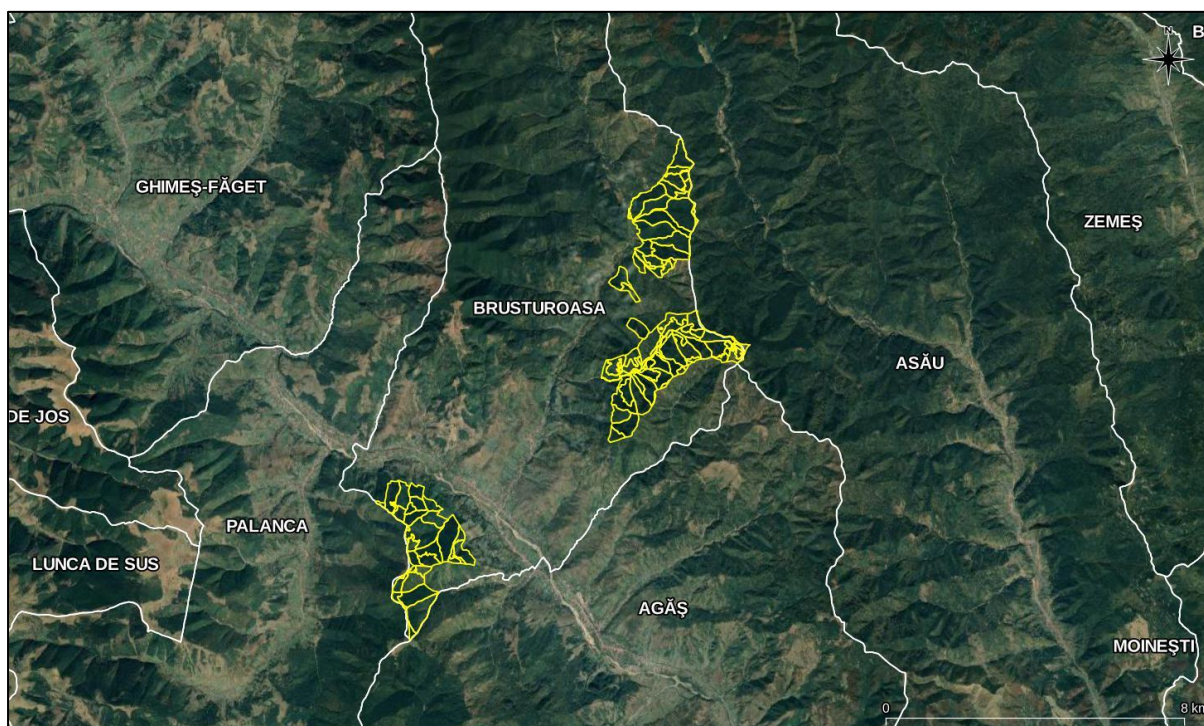 N
B
GHIMEŞ-FĂGET
ZEMEŞ
BRUSTUROASA
ASĂU
DE JOS
PALANCA
LUNCA DE SUS
AGĂŞ
MOINEŞTI
0
8 km